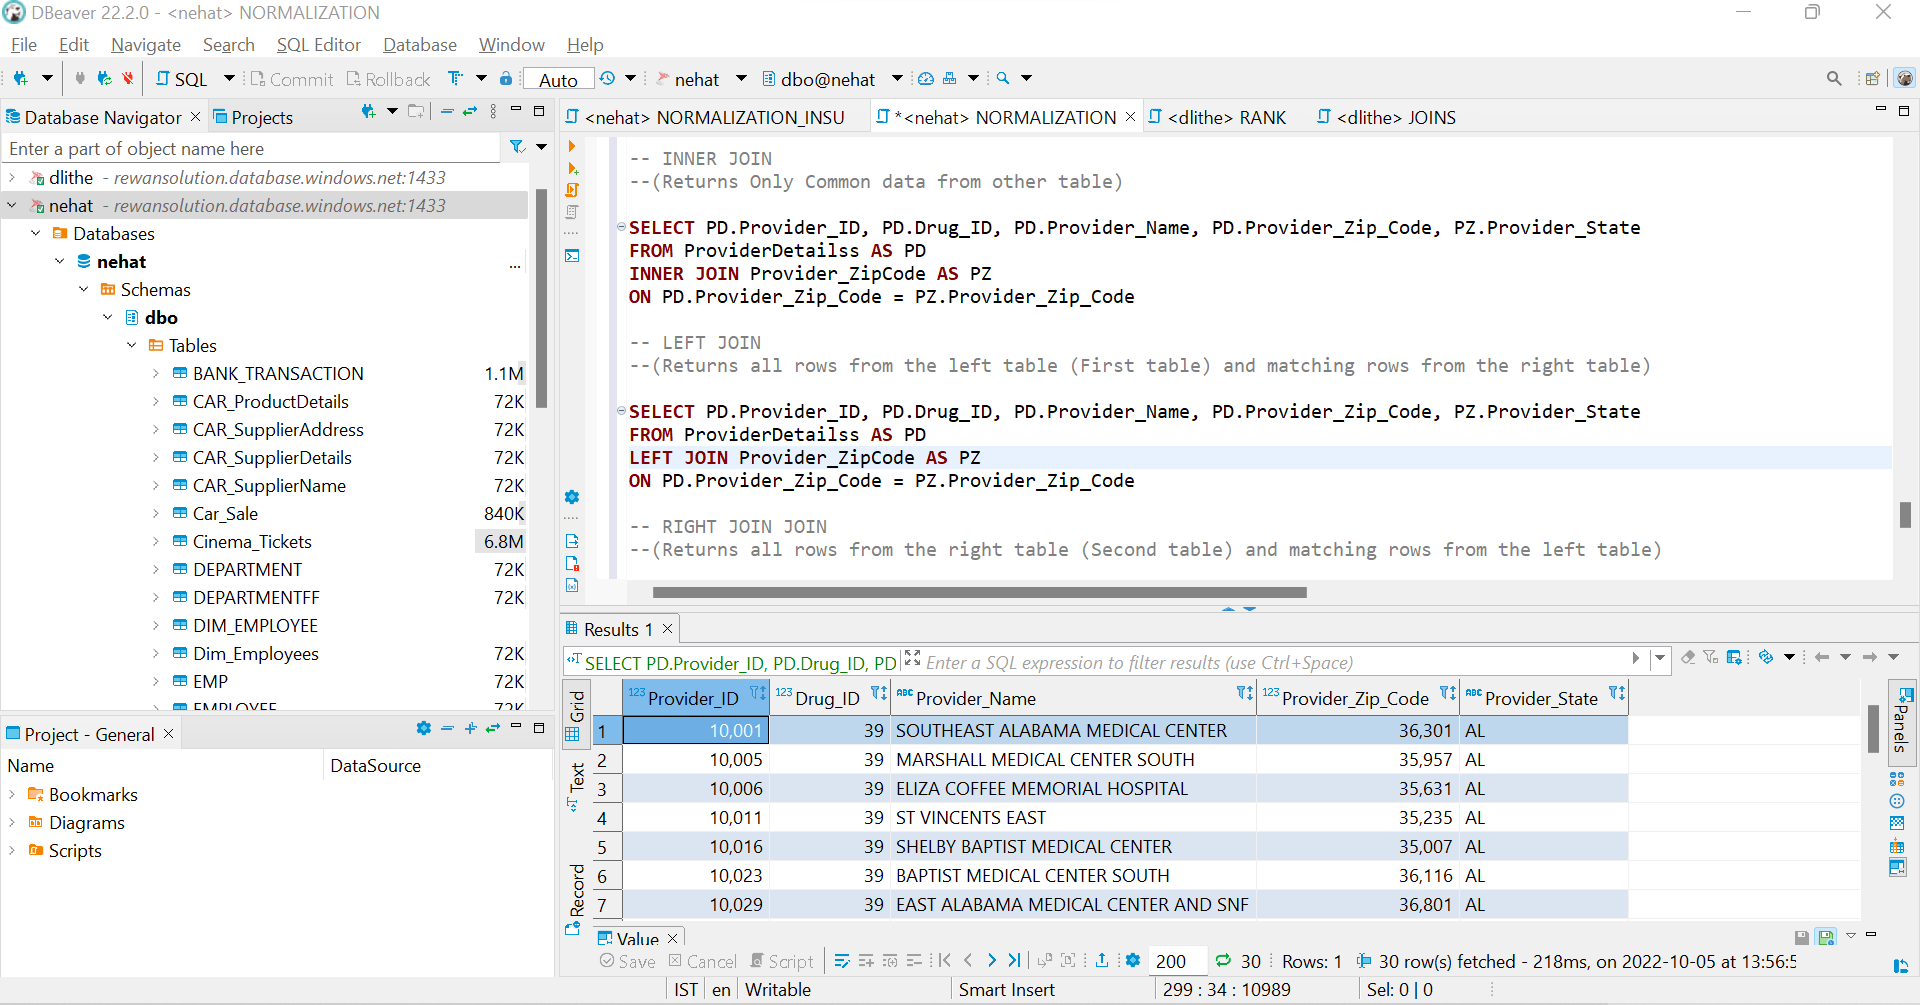 DBeaver 22.2.0 - <nehat> NORMALIZATION
File Edit Navigate Search SQL Editor Database Window Help
SQL Commit Rollback Auto nehat dbo@nehat
Database Navigator Projects
Enter a part of object name here
dlithe - rewansolution.database.windows.net:1433
nehat - rewansolution.database.windows.net:1433
Databases
nehat ...
Schemas
dbo
Tables
BANK_TRANSACTION 1.1M
CAR_ProductDetails 72K
CAR_SupplierAddress 72K
CAR_SupplierDetails 72K
CAR_SupplierName 72K
Car_Sale 840K
Cinema_Tickets 6.8M
DEPARTMENT 72K
DEPARTMENTFF 72K
DIM_EMPLOYEE
Dim_Employees 72K
EMP 72K
EMPLOYEE 72K
Project - General
Name DataSource
Bookmarks
Diagrams
Scripts
<nehat> NORMALIZATION_INSU *<nehat> NORMALIZATION <dlithe> RANK <dlithe> JOINS
-- INNER JOIN
--(Returns Only Common data from other table)
SELECT PD.Provider_ID, PD.Drug_ID, PD.Provider_Name, PD.Provider_Zip_Code, PZ.Provider_State
FROM ProviderDetailss AS PD
INNER JOIN Provider_ZipCode AS PZ
ON PD.Provider_Zip_Code = PZ.Provider_Zip_Code
-- LEFT JOIN
--(Returns all rows from the left table (First table) and matching rows from the right table)
SELECT PD.Provider_ID, PD.Drug_ID, PD.Provider_Name, PD.Provider_Zip_Code, PZ.Provider_State
FROM ProviderDetailss AS PD
LEFT JOIN Provider_ZipCode AS PZ
ON PD.Provider_Zip_Code = PZ.Provider_Zip_Code
-- RIGHT JOIN JOIN
--(Returns all rows from the right table (Second table) and matching rows from the left table)
Results 1
SELECT PD.Provider_ID, PD.Drug_ID, PD Enter a SQL expression to filter results (use Ctrl+Space)
Grid
Text
Record
Panels
123 Provider_ID 123 Drug_ID ABC Provider_Name 123 Provider_Zip_Code ABC Provider_State
1 10,001 39 SOUTHEAST ALABAMA MEDICAL CENTER 36,301 AL
2 10,005 39 MARSHALL MEDICAL CENTER SOUTH 35,957 AL
3 10,006 39 ELIZA COFFEE MEMORIAL HOSPITAL 35,631 AL
4 10,011 39 ST VINCENTS EAST 35,235 AL
5 10,016 39 SHELBY BAPTIST MEDICAL CENTER 35,007 AL
6 10,023 39 BAPTIST MEDICAL CENTER SOUTH 36,116 AL
7 10,029 39 EAST ALABAMA MEDICAL CENTER AND SNF 36,801 AL
Value
Save Cancel Script 200 30 Rows: 1 30 row(s) fetched - 218ms, on 2022-10-05 at 13:56:5
IST en Writable Smart Insert 299 : 34 : 10989 Sel: 0 | 0